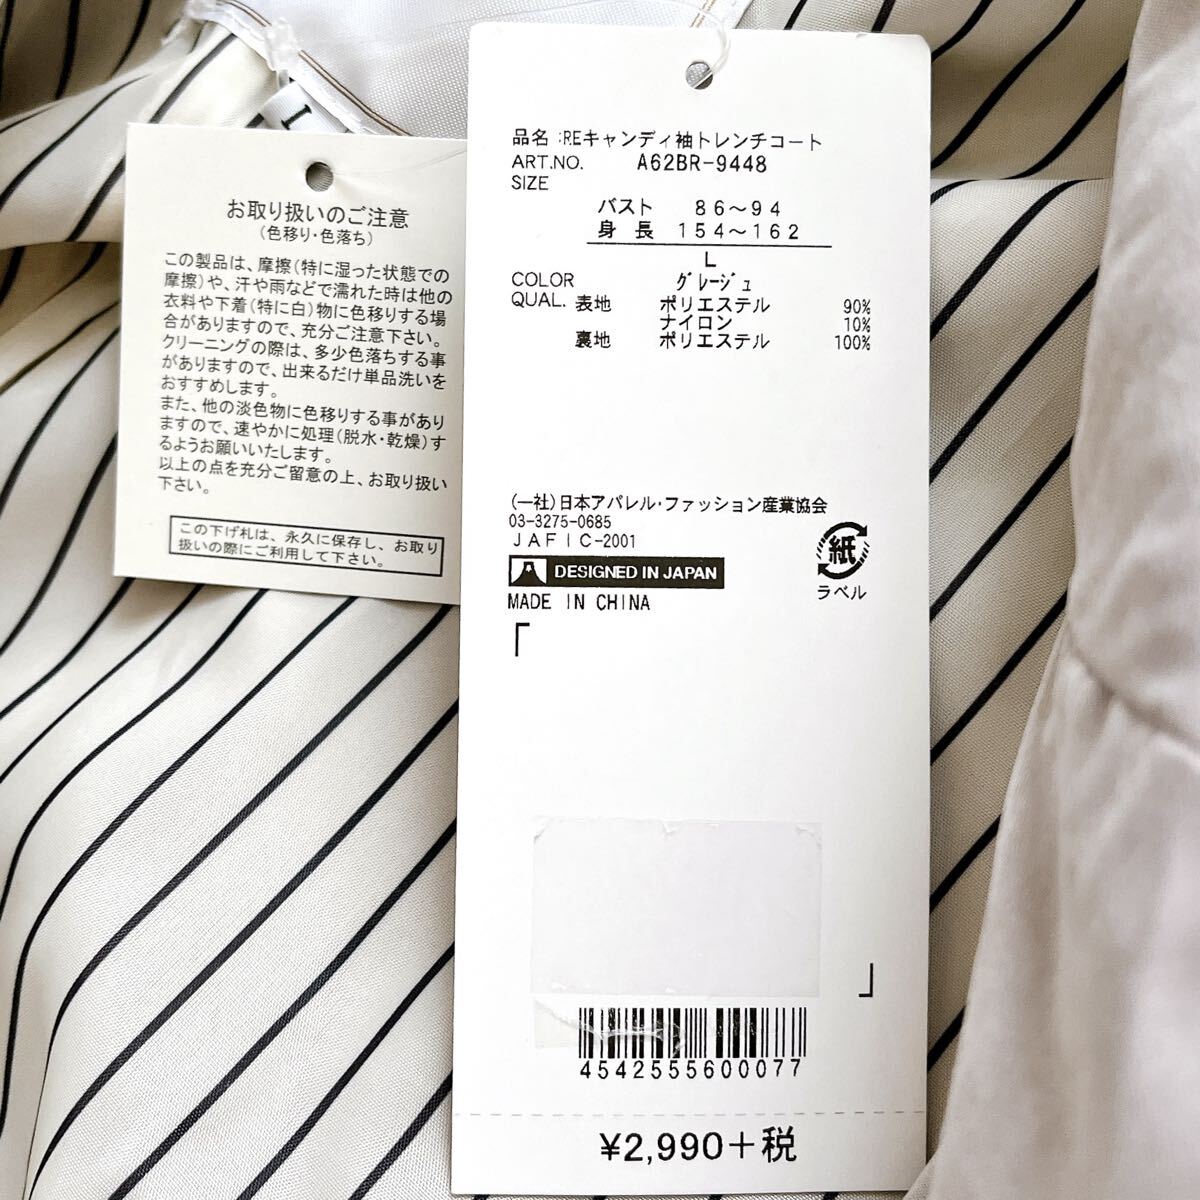 お取り扱いのご注意
(色移り・色落ち)
この製品は、摩擦(特に湿った状態での
摩擦)や、汗や雨などで濡れた時は他の
衣料や下着(特に白)物に色移りする場
合がありますので、充分ご注意下さい。
クリーニングの際は、多少色落ちする事
がありますので、出来るだけ単品洗いを
おすすめします。
また、他の淡色物に色移りする事があり
ますので、速やかに処理(脱水・乾燥)す
るようお願いいたします。
以上の点を充分ご留意の上、お取り扱い
下さい。
この下げ札は、永久に保存し、お取り
扱いの際にご利用して下さい。
品名 :REキャンディ袖トレンチコート
ART.NO. A62BR-9448
SIZE
バスト 86～94
身長 154～162
L
COLOR グレージュ
QUAL. 表地 ポリエステル 90%
ナイロン 10%
裏地 ポリエステル 100%
(一社)日本アパレル・ファッション産業協会
03-3275-0685
JAFIC-2001
DESIGNED IN JAPAN
MADE IN CHINA
紙
ラベル
「
」
4542555600077
¥2,990+税